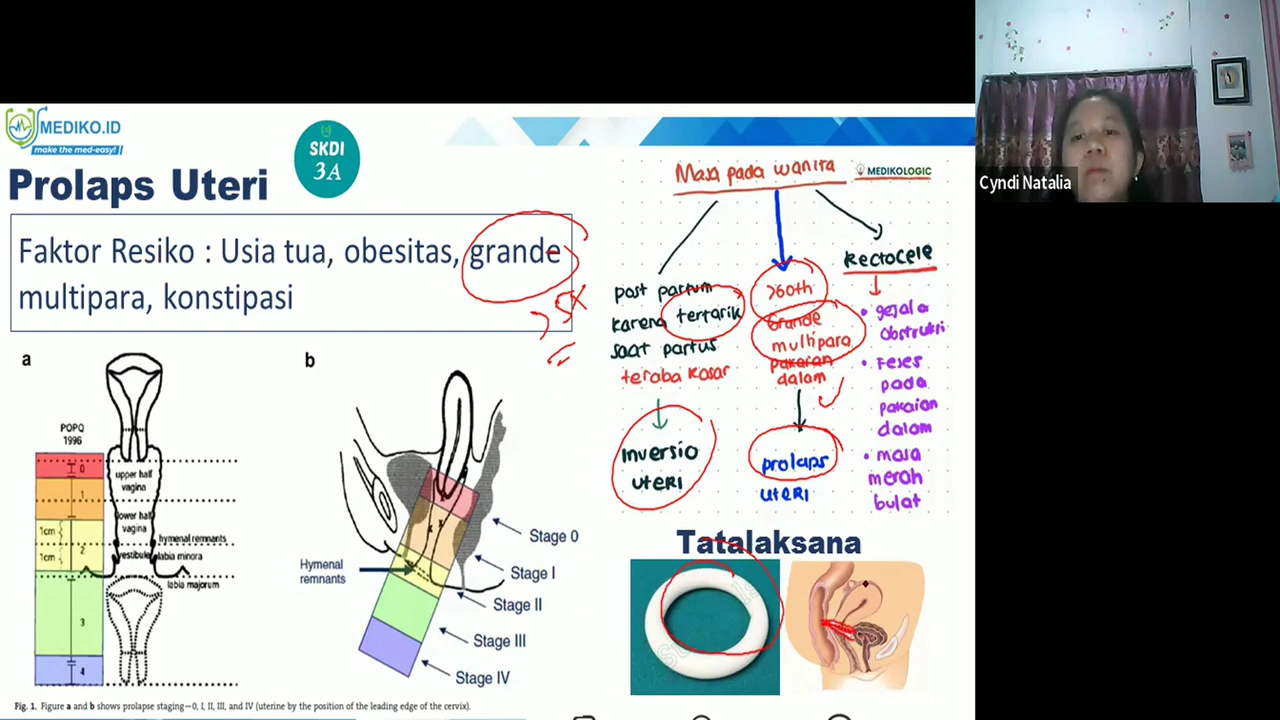 MEDIKO.ID
make the med-easy!
SKDI
3A
Prolaps Uteri
Faktor Resiko : Usia tua, obesitas, grande
multipara, konstipasi
> 5x
a
POPQ
1996
0
1
1cm
2
1cm
3
4
upper half
vagina
lower half
vagina
hymenal remnants
vestibule
labia minora
labia majorum
b
Hymenal
remnants
Stage 0
Stage I
Stage II
Stage III
Stage IV
Fig. 1. Figure a and b shows prolapse staging—0, I, II, III, and IV (uterine by the position of the leading edge of the cervix).
Masa pada wanita
MEDIKOLOGIC
post partum
karena tertarik
saat partus
teraba kasar
Inversio
uteri
>60th
Grande
multipara
pakaian
dalam
prolaps
uteri
Rectocele
• gejala
obstruksi
• Feses
pada
pakaian
dalam
• masa
merah
bulat
Tatalaksana
Cyndi Natalia